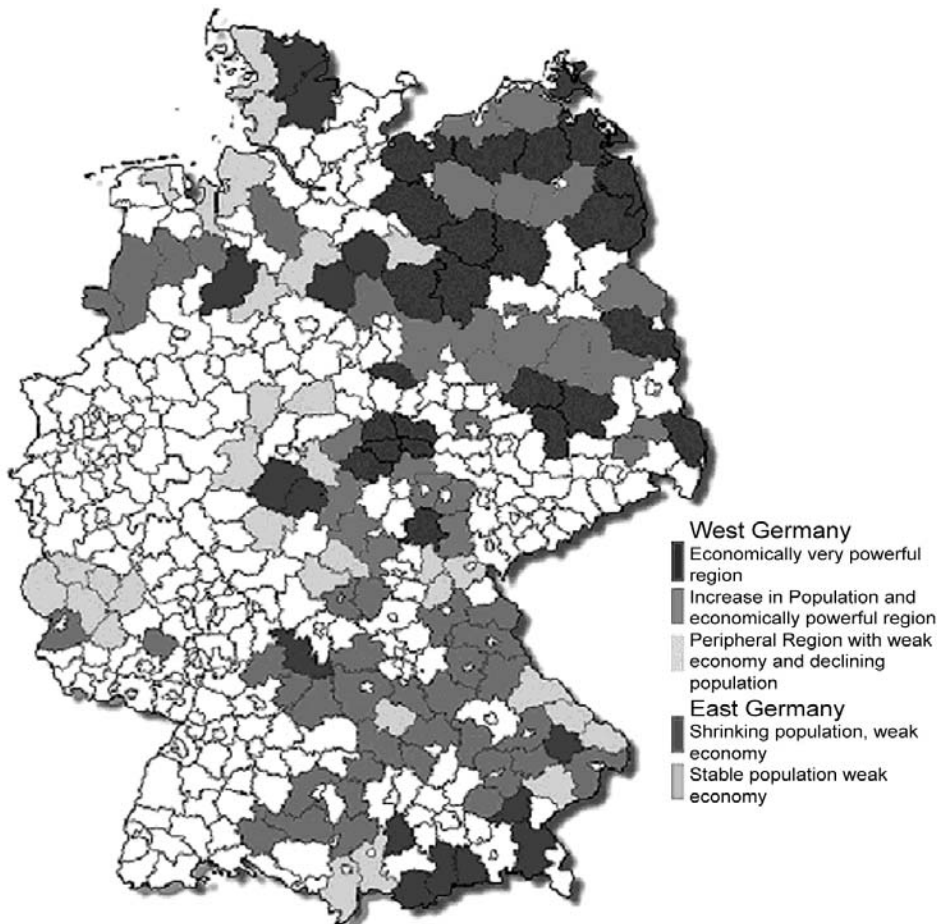 West Germany
Economically very powerful
region
Increase in Population and
economically powerful region
Peripheral Region with weak
economy and declining
population
East Germany
Shrinking population, weak
economy
Stable population weak
economy